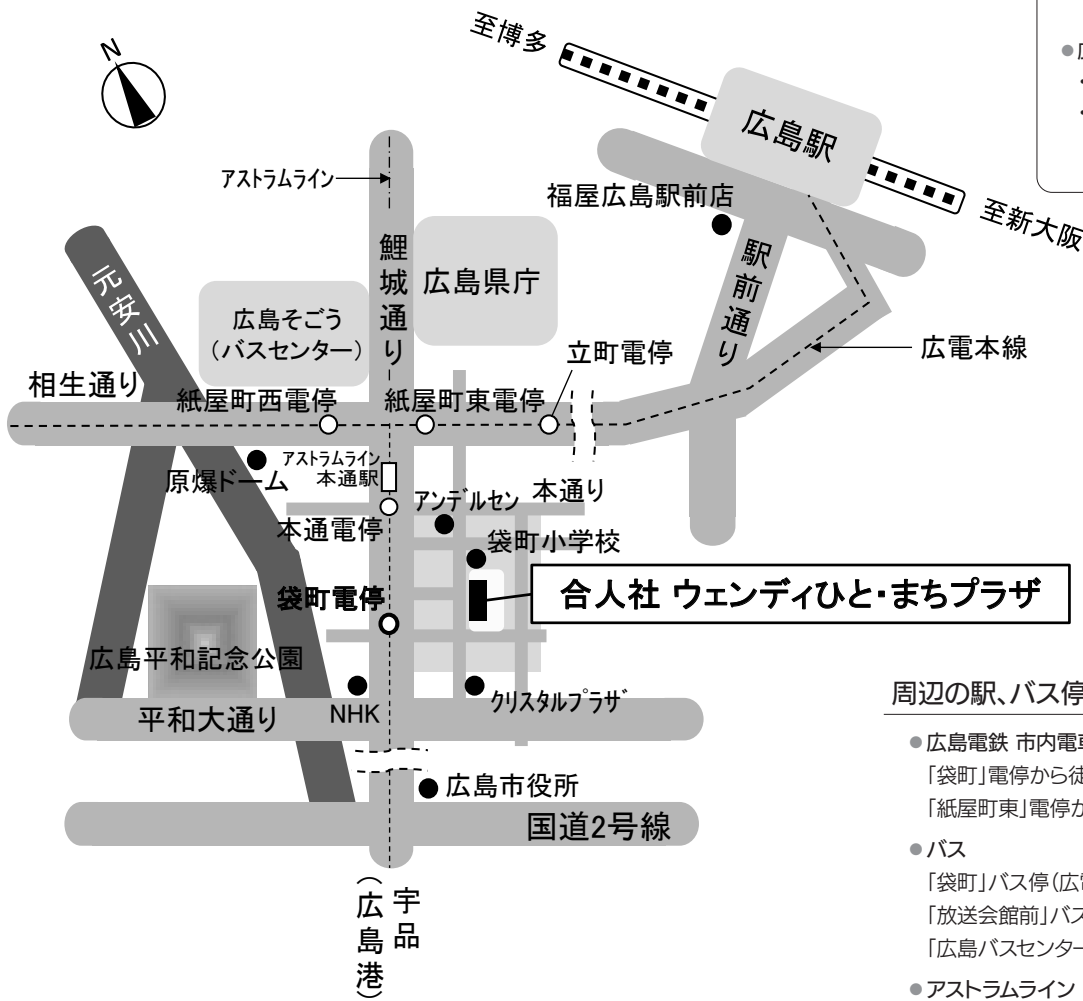 N
至博多
広島駅
至新大阪
アストラムライン
福屋広島駅前店
元安川
鯉城通り
広島県庁
駅前通り
広島そごう
(バスセンター)
立町電停
広電本線
相生通り
紙屋町西電停
紙屋町東電停
原爆ドーム
アストラムライン
本通駅
アンデルセン
本通り
本通電停
袋町小学校
袋町電停
合人社 ウェンディひと・まちプラザ
広島平和記念公園
平和大通り
NHK
クリスタルプラザ
広島市役所
国道2号線
宇品
(広島港)
周辺の駅、バス停
●広島電鉄 市内電車
「袋町」電停から徒
「紙屋町東」電停か
●バス
「袋町」バス停(広電
「放送会館前」バス
「広島バスセンター
●アストラムライン